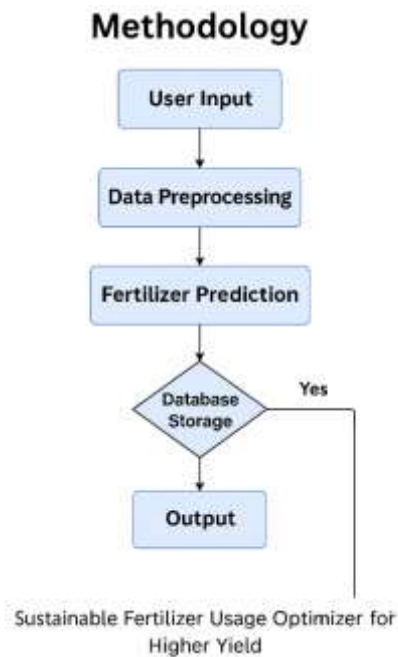 Methodology
User Input
Data Preprocessing
Fertilizer Prediction
Database
Storage
Yes
Output
Sustainable Fertilizer Usage Optimizer for
Higher Yield